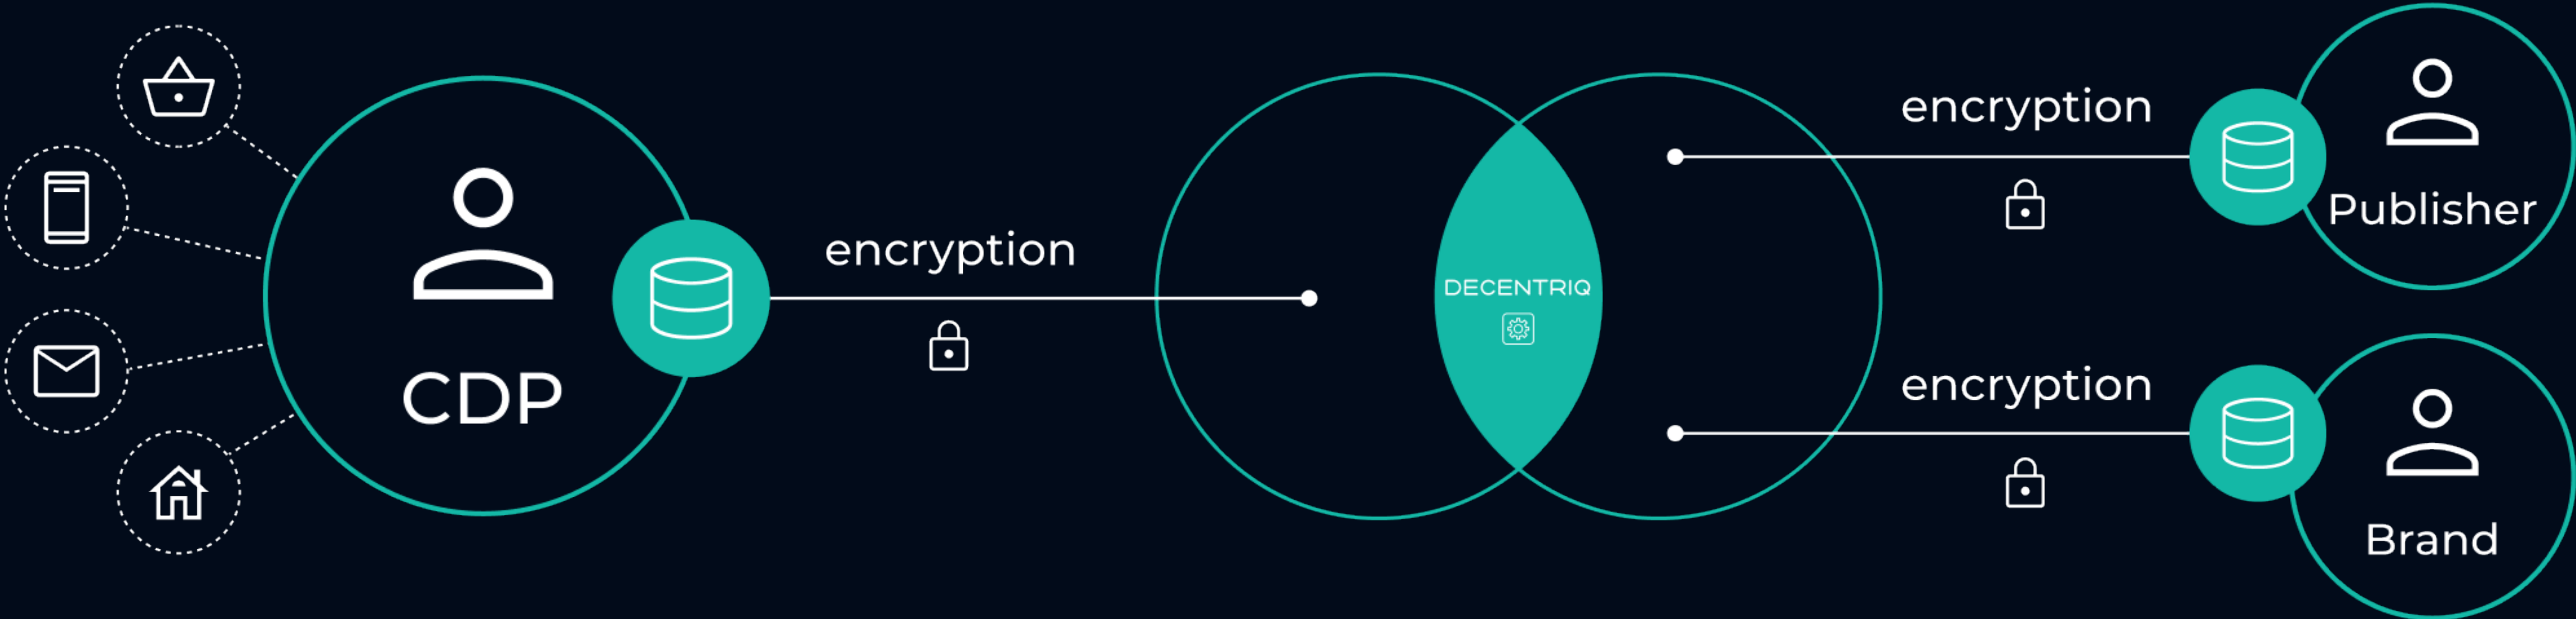 CDP
encryption
DECENTRIQ
encryption
Publisher
encryption
Brand